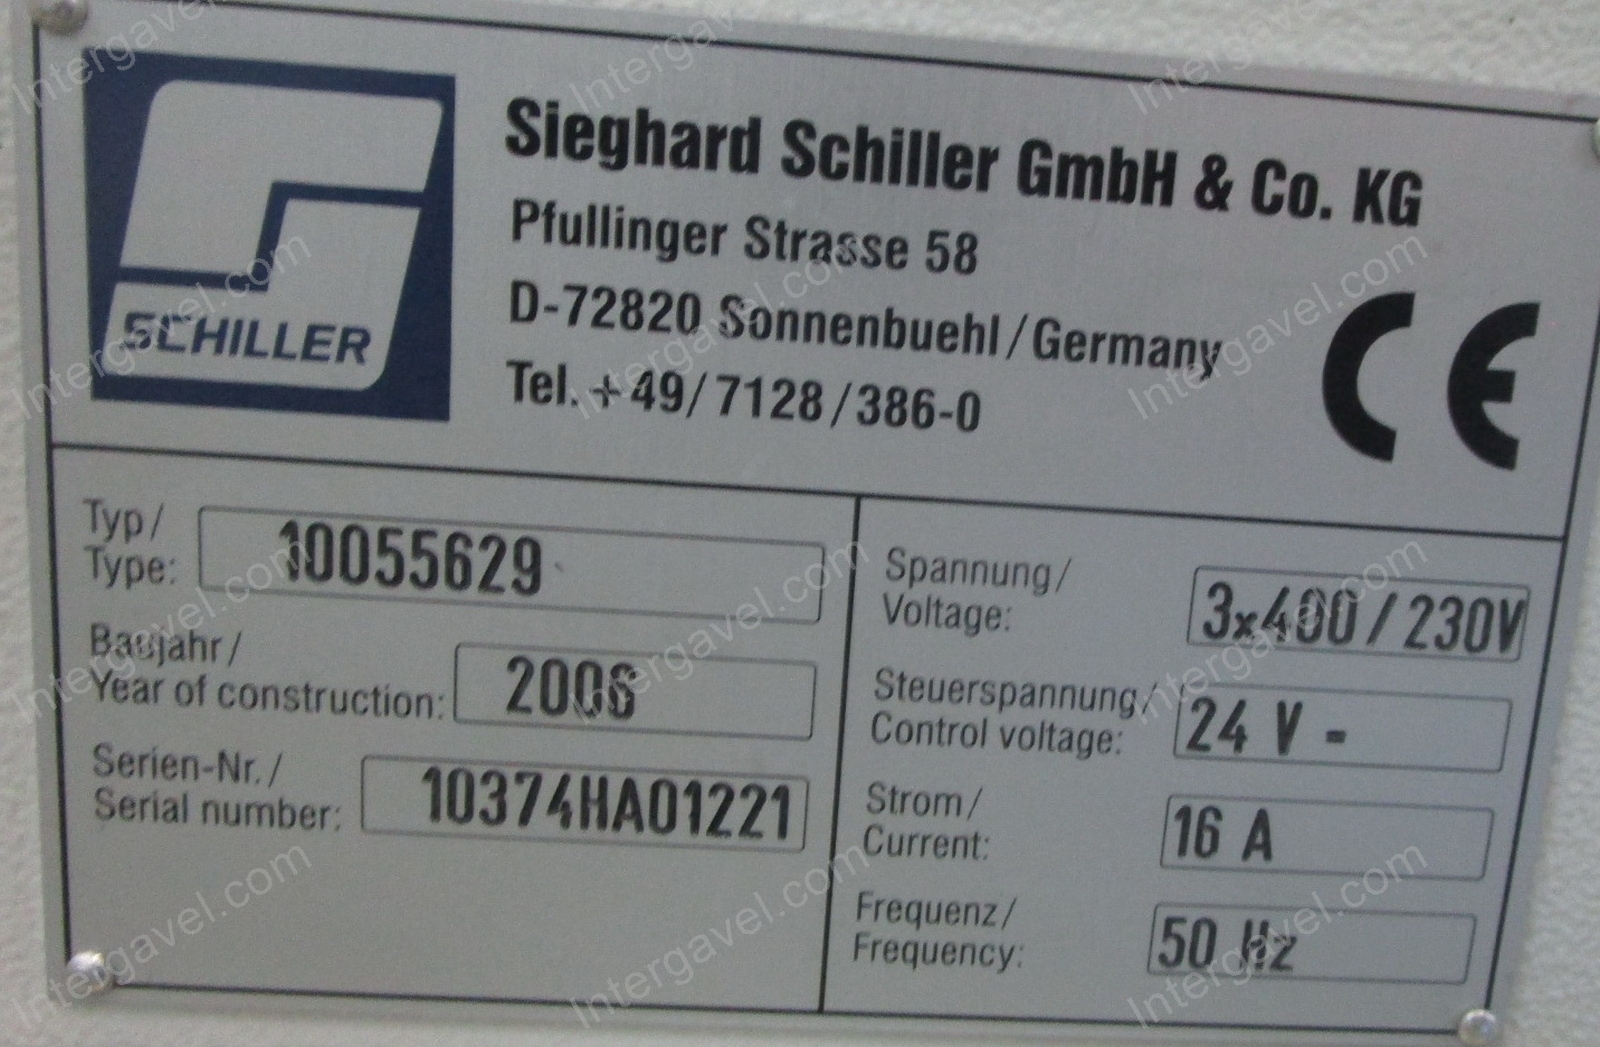 Sieghard Schiller GmbH & Co. KG
Pfullinger Strasse 58
D-72820 Sonnenbuehl/Germany
Tel. +49/7128/386-0
SCHILLER
CE
Typ/
Type: 10055629
Baujahr/
Year of construction: 2006
Serien-Nr./
Serial number: 10374HA01221
Spannung/
Voltage: 3x400/230V
Steuerspannung/
Control voltage: 24 V =
Strom/
Current: 16 A
Frequenz/
Frequency: 50 Hz
Intergavel.com